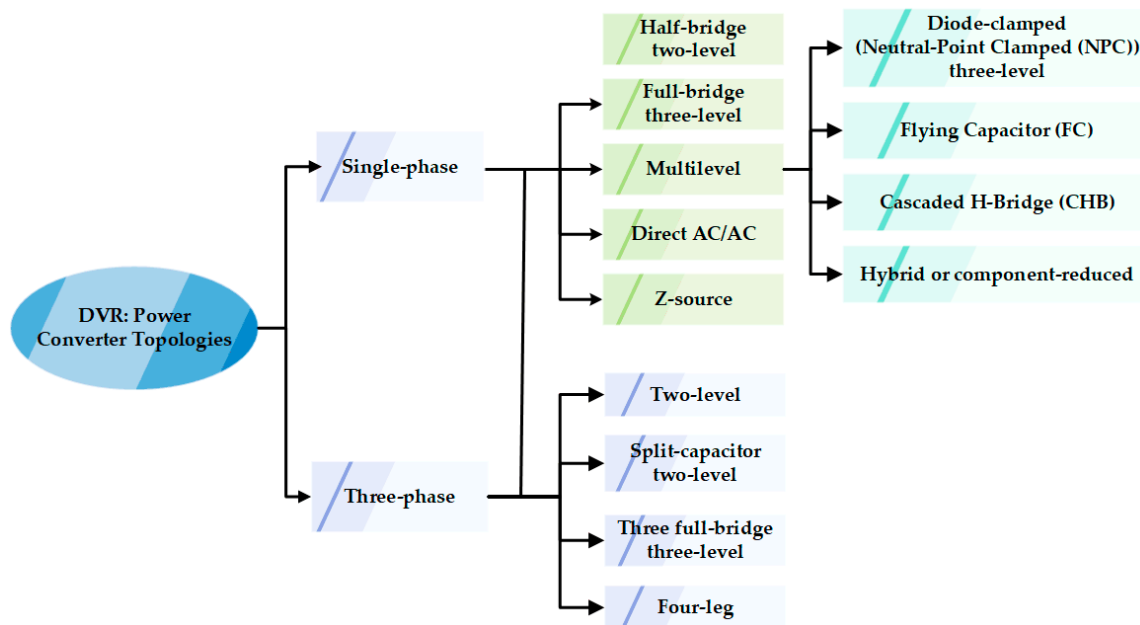 DVR: Power
Converter Topologies
Single-phase
Three-phase
Half-bridge
two-level
Full-bridge
three-level
Multilevel
Direct AC/AC
Z-source
Two-level
Split-capacitor
two-level
Three full-bridge
three-level
Four-leg
Diode-clamped
(Neutral-Point Clamped (NPC))
three-level
Flying Capacitor (FC)
Cascaded H-Bridge (CHB)
Hybrid or component-reduced